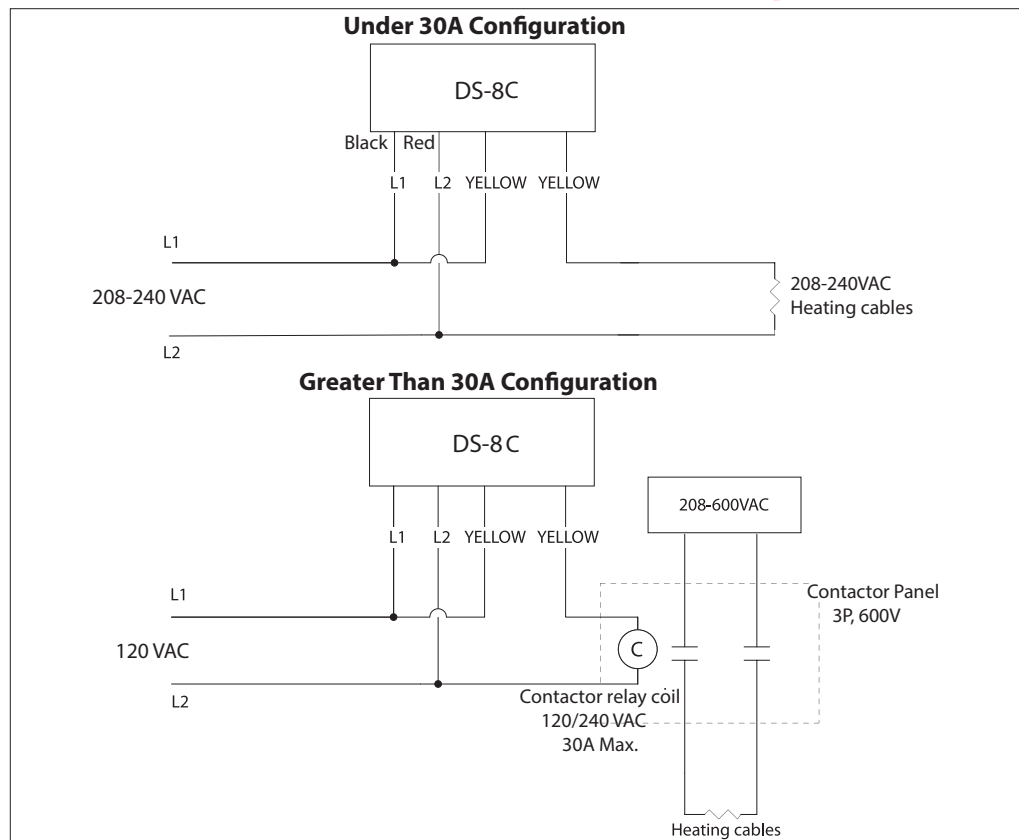 Under 30A Configuration
DS-8C
Black Red
L1 L2 YELLOW YELLOW
L1
208-240 VAC
L2
208-240VAC
Heating cables
Greater Than 30A Configuration
DS-8C
L1 L2 YELLOW YELLOW
208-600VAC
L1
120 VAC
L2
C
Contactor Panel
3P, 600V
Contactor relay coil
120/240 VAC
30A Max.
Heating cables